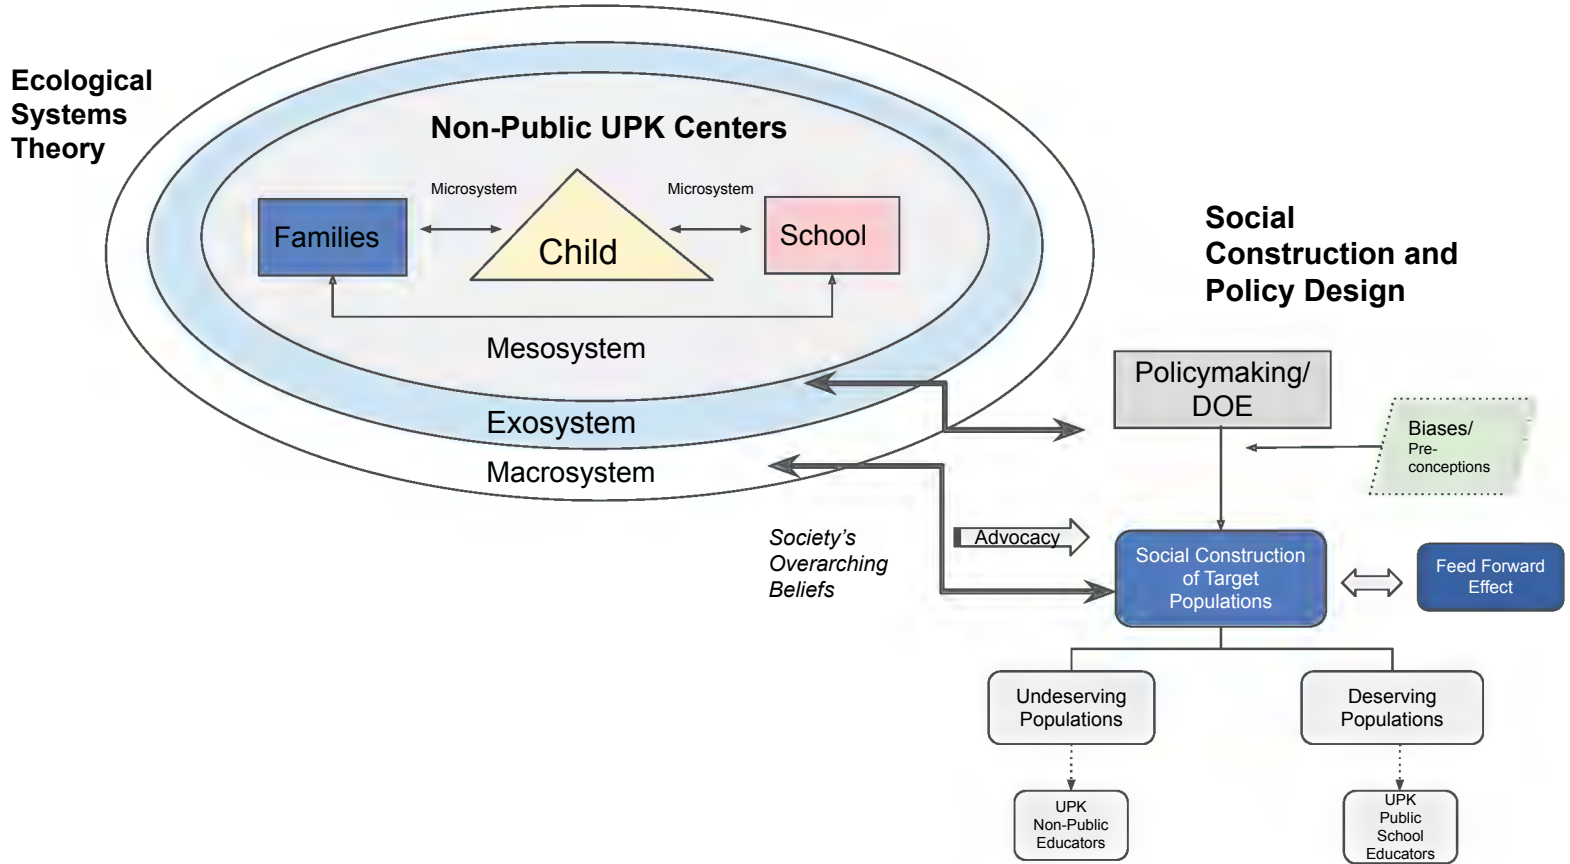 Ecological
Systems
Theory
Non-Public UPK Centers
Microsystem
Microsystem
Families
Child
School
Mesosystem
Exosystem
Macrosystem
Social
Construction and
Policy Design
Policymaking/
DOE
Biases/
Pre-
conceptions
Society's
Overarching
Beliefs
Advocacy
Social Construction
of Target
Populations
Feed Forward
Effect
Undeserving
Populations
Deserving
Populations
UPK
Non-Public
Educators
UPK
Public
School
Educators